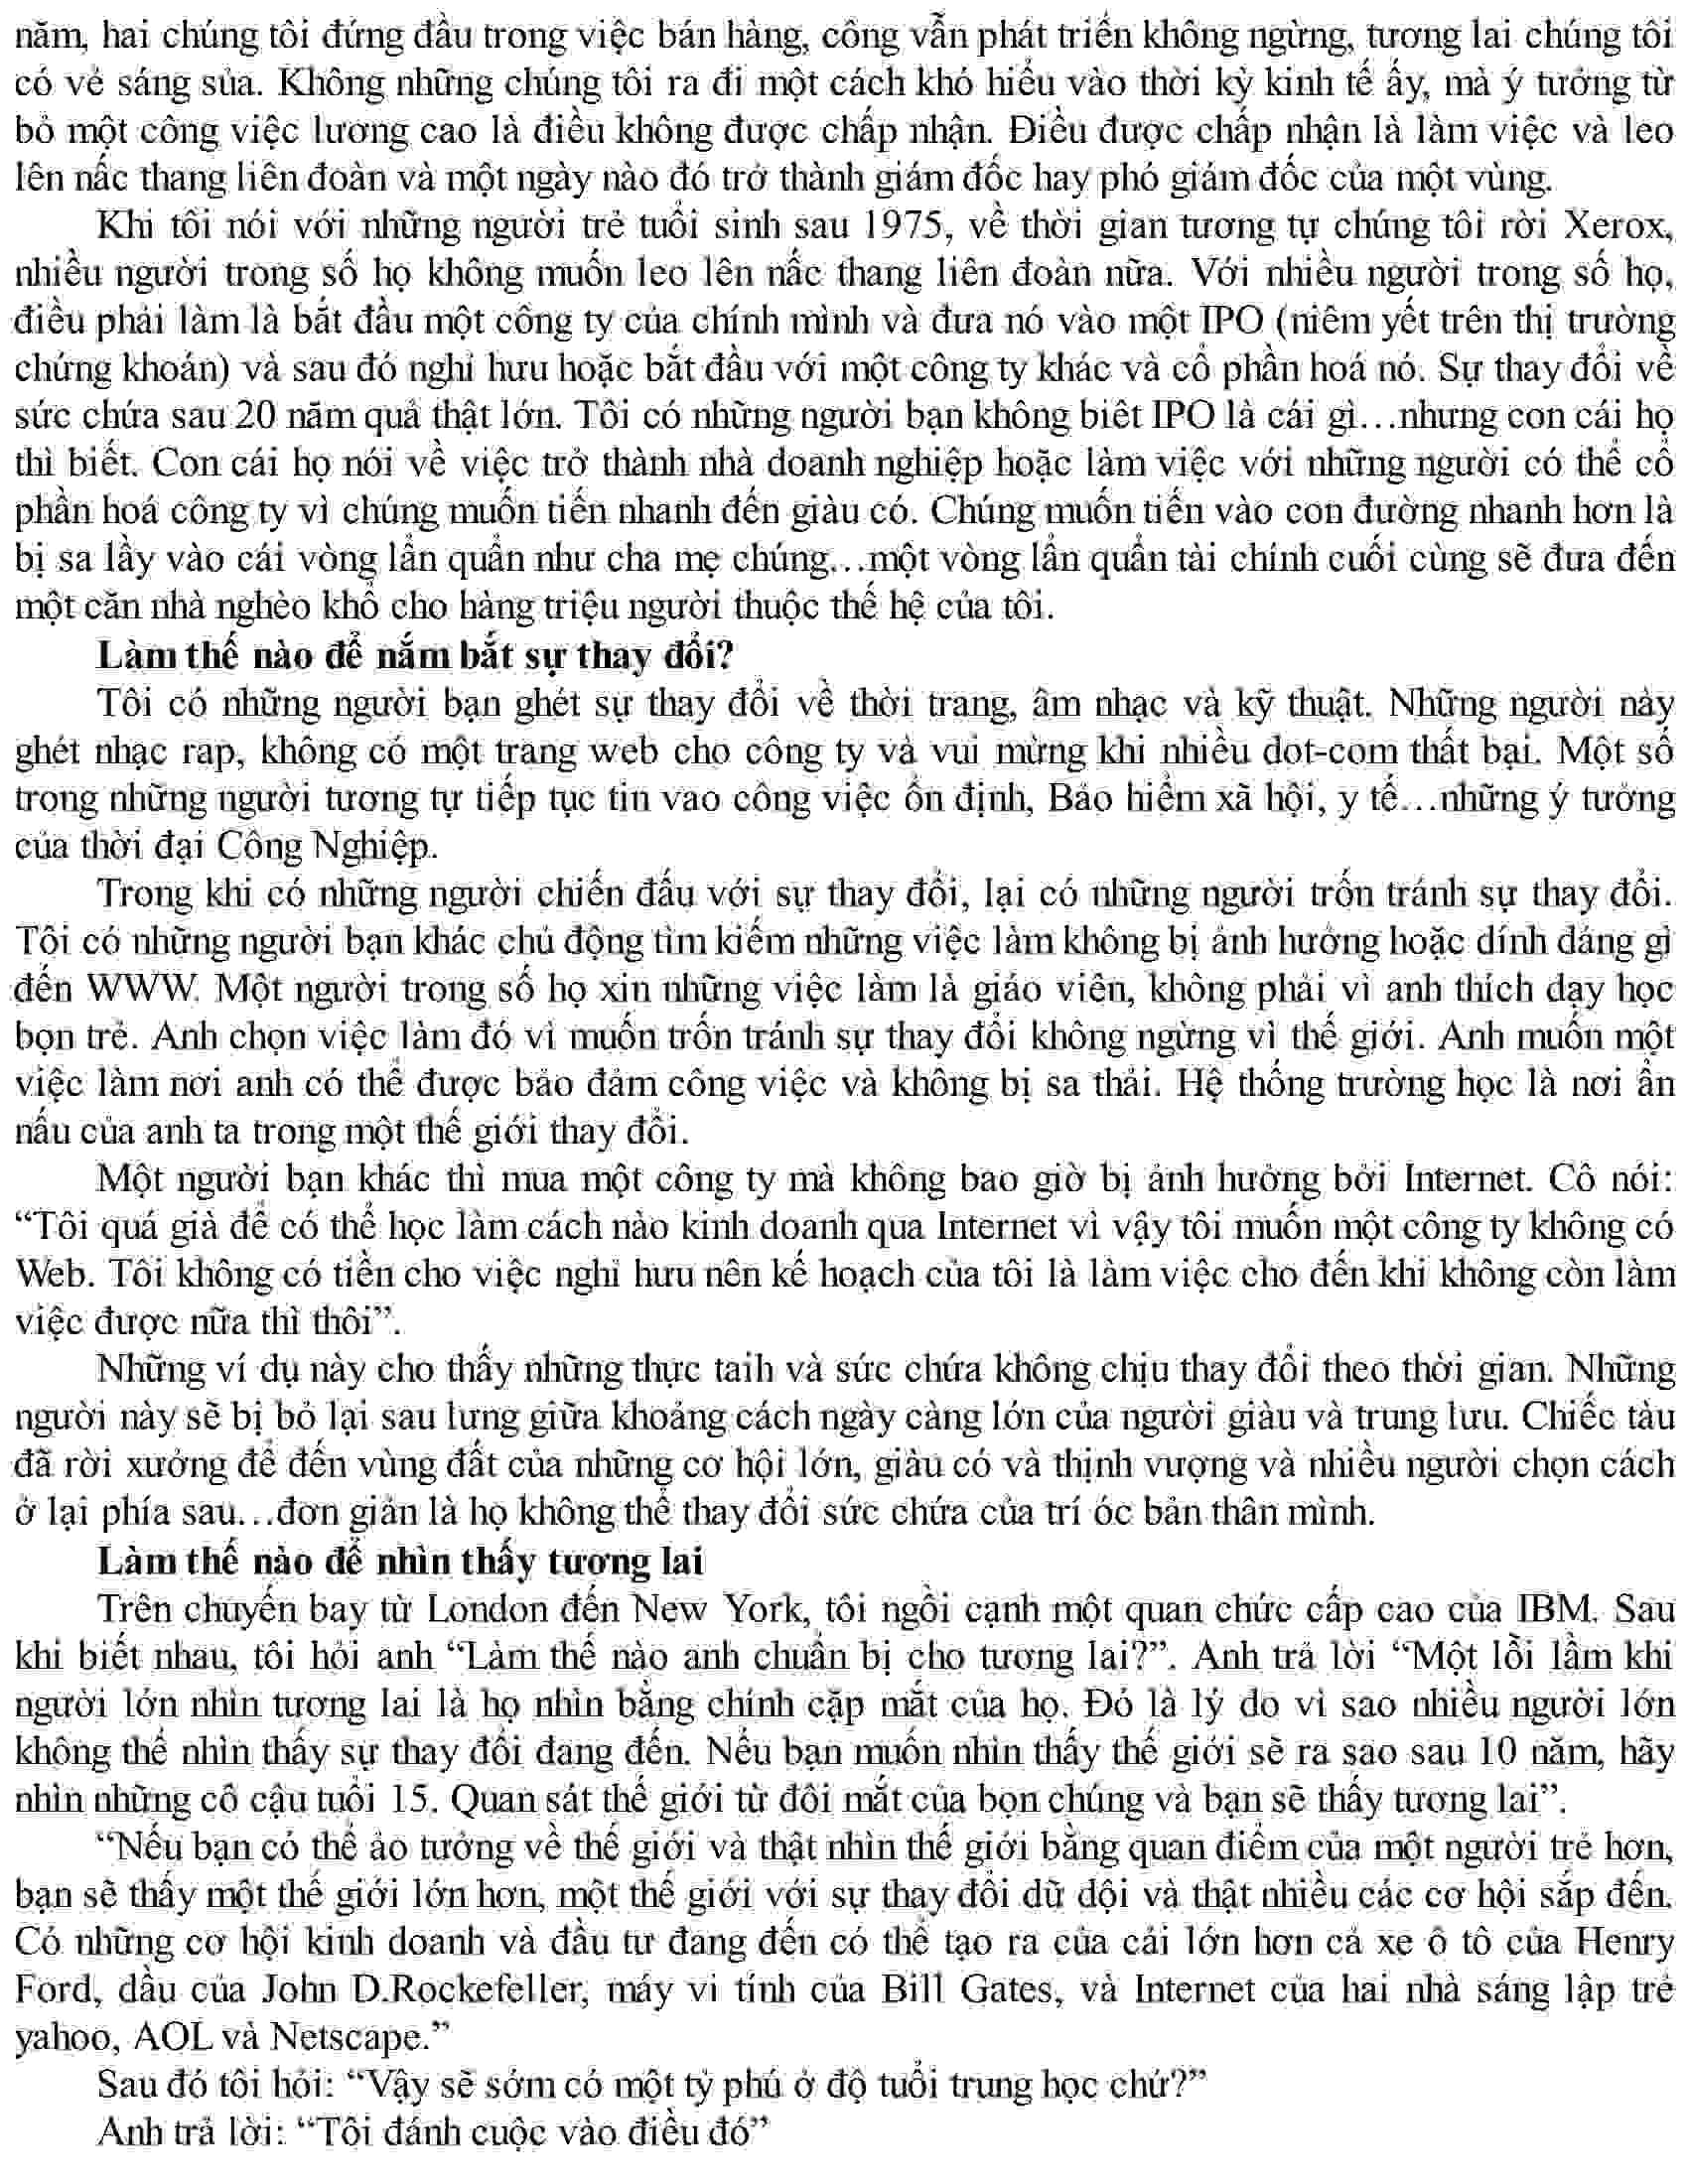 năm, hai chúng tôi đứng đầu trong việc bán hàng, công vẫn phát triển không ngừng, tương lai chúng tôi
có vẻ sáng sủa. Không những chúng tôi ra đi một cách khó hiểu vào thời kỳ kinh tế ấy, mà ý tưởng từ
bỏ một công việc lương cao là điều không được chấp nhận. Điều được chấp nhận là làm việc và leo
lên nấc thang liên đoàn và một ngày nào đó trở thành giám đốc hay phó giám đốc của một vùng.
Khi tôi nói với những người trẻ tuổi sinh sau 1975, về thời gian tương tự chúng tôi rời Xerox,
nhiều người trong số họ không muốn leo lên nấc thang liên đoàn nữa. Với nhiều người trong số họ,
điều phải làm là bắt đầu một công ty của chính mình và đưa nó vào một IPO (niêm yết trên thị trường
chứng khoán) và sau đó nghỉ hưu hoặc bắt đầu với một công ty khác và cổ phần hoá nó. Sự thay đổi về
sức chứa sau 20 năm quả thật lớn. Tôi có những người bạn không biêt IPO là cái gì...nhưng con cái họ
thì biết. Con cái họ nói về việc trở thành nhà doanh nghiệp hoặc làm việc với những người có thể cổ
phần hoá công ty vì chúng muốn tiến nhanh đến giàu có. Chúng muốn tiến vào con đường nhanh hơn là
bị sa lầy vào cái vòng lẩn quẩn như cha mẹ chúng...một vòng lẩn quẩn tài chính cuối cùng sẽ đưa đến
một căn nhà nghèo khổ cho hàng triệu người thuộc thế hệ của tôi.
Làm thế nào để nắm bắt sự thay đổi?
Tôi có những người bạn ghét sự thay đổi về thời trang, âm nhạc và kỹ thuật. Những người này
ghét nhạc rap, không có một trang web cho công ty và vui mừng khi nhiều dot-com thất bại. Một số
trong những người tương tự tiếp tục tin vao công việc ổn định, Bảo hiểm xã hội, y tế...những ý tưởng
của thời đại Công Nghiệp.
Trong khi có những người chiến đấu với sự thay đổi, lại có những người trốn tránh sự thay đổi.
Tôi có những người bạn khác chủ động tìm kiếm những việc làm không bị ảnh hưởng hoặc dính dáng gì
đến WWW. Một người trong số họ xin những việc làm là giáo viên, không phải vì anh thích dạy học
bọn trẻ. Anh chọn việc làm đó vì muốn trốn tránh sự thay đổi không ngừng vì thế giới. Anh muốn một
việc làm nơi anh có thể được bảo đảm công việc và không bị sa thải. Hệ thống trường học là nơi ẩn
nấu của anh ta trong một thế giới thay đổi.
Một người bạn khác thì mua một công ty mà không bao giờ bị ảnh hưởng bởi Internet. Cô nói:
“Tôi quá già để có thể học làm cách nào kinh doanh qua Internet vì vậy tôi muốn một công ty không có
Web. Tôi không có tiền cho việc nghỉ hưu nên kế hoạch của tôi là làm việc cho đến khi không còn làm
việc được nữa thì thôi”.
Những ví dụ này cho thấy những thực taih và sức chứa không chịu thay đổi theo thời gian. Những
người này sẽ bị bỏ lại sau lưng giữa khoảng cách ngày càng lớn của người giàu và trung lưu. Chiếc tàu
đã rời xưởng để đến vùng đất của những cơ hội lớn, giàu có và thịnh vượng và nhiều người chọn cách
ở lại phía sau...đơn giản là họ không thể thay đổi sức chứa của trí óc bản thân mình.
Làm thế nào để nhìn thấy tương lai
Trên chuyến bay từ London đến New York, tôi ngồi cạnh một quan chức cấp cao của IBM. Sau
khi biết nhau, tôi hỏi anh “Làm thế nào anh chuẩn bị cho tương lai?”. Anh trả lời “Một lỗi lầm khi
người lớn nhìn tương lai là họ nhìn bằng chính cặp mắt của họ. Đó là lý do vì sao nhiều người lớn
không thể nhìn thấy sự thay đổi đang đến. Nếu bạn muốn nhìn thấy thế giới sẽ ra sao sau 10 năm, hãy
nhìn những cô cậu tuổi 15. Quan sát thế giới từ đôi mắt của bọn chúng và bạn sẽ thấy tương lai”.
“Nếu bạn có thể ảo tưởng về thế giới và thật nhìn thế giới bằng quan điểm của một người trẻ hơn,
bạn sẽ thấy một thế giới lớn hơn, một thế giới với sự thay đổi dữ dội và thật nhiều các cơ hội sắp đến.
Có những cơ hội kinh doanh và đầu tư đang đến có thể tạo ra của cải lớn hơn cả xe ô tô của Henry
Ford, dầu của John D.Rockefeller, máy vi tính của Bill Gates, và Internet của hai nhà sáng lập trẻ
yahoo, AOL và Netscape.”
Sau đó tôi hỏi: “Vậy sẽ sớm có một tỷ phú ở độ tuổi trung học chứ?”
Anh trả lời: “Tôi đánh cuộc vào điều đó”